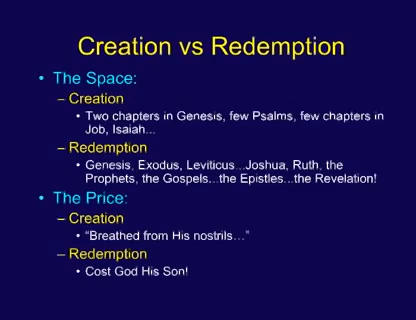 Creation vs Redemption
• The Space:
– Creation
• Two chapters in Genesis, few Psalms, few chapters in
Job, Isaiah...
– Redemption
• Genesis, Exodus, Leviticus...Joshua, Ruth, the
Prophets, the Gospels...the Epistles...the Revelation!
• The Price:
– Creation
• “Breathed from His nostrils…”
– Redemption
• Cost God His Son!